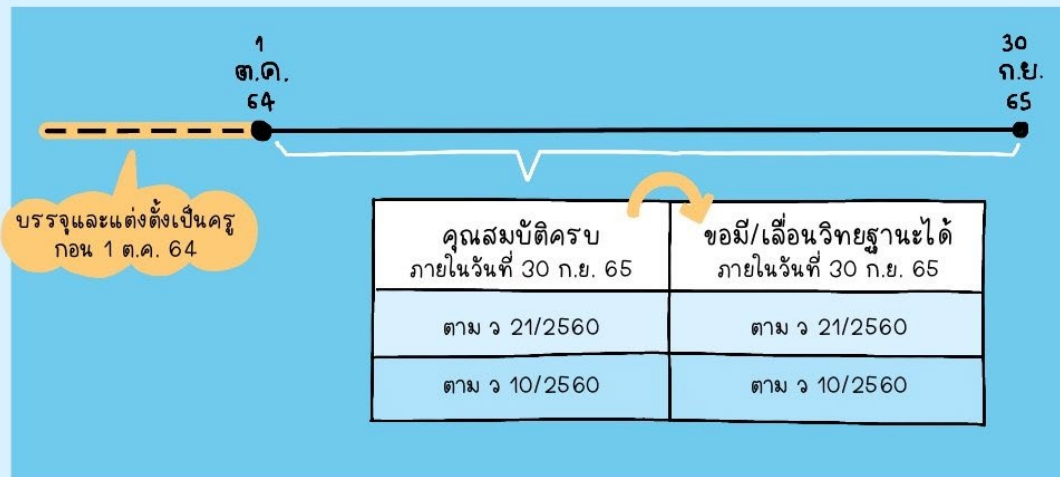 1
ต.ค.
64
30
ก.ย.
65
บรรจุและแต่งตั้งเป็นครู
กอน 1 ต.ค. 64
คุณสมบัติครบ
ภายในวันที่ 30 ก.ย. 65
ขอมี/เลื่อนวิทยฐานะได้
ภายในวันที่ 30 ก.ย. 65
ตาม ว 21/2560
ตาม ว 21/2560
ตาม ว 10/2560
ตาม ว 10/2560